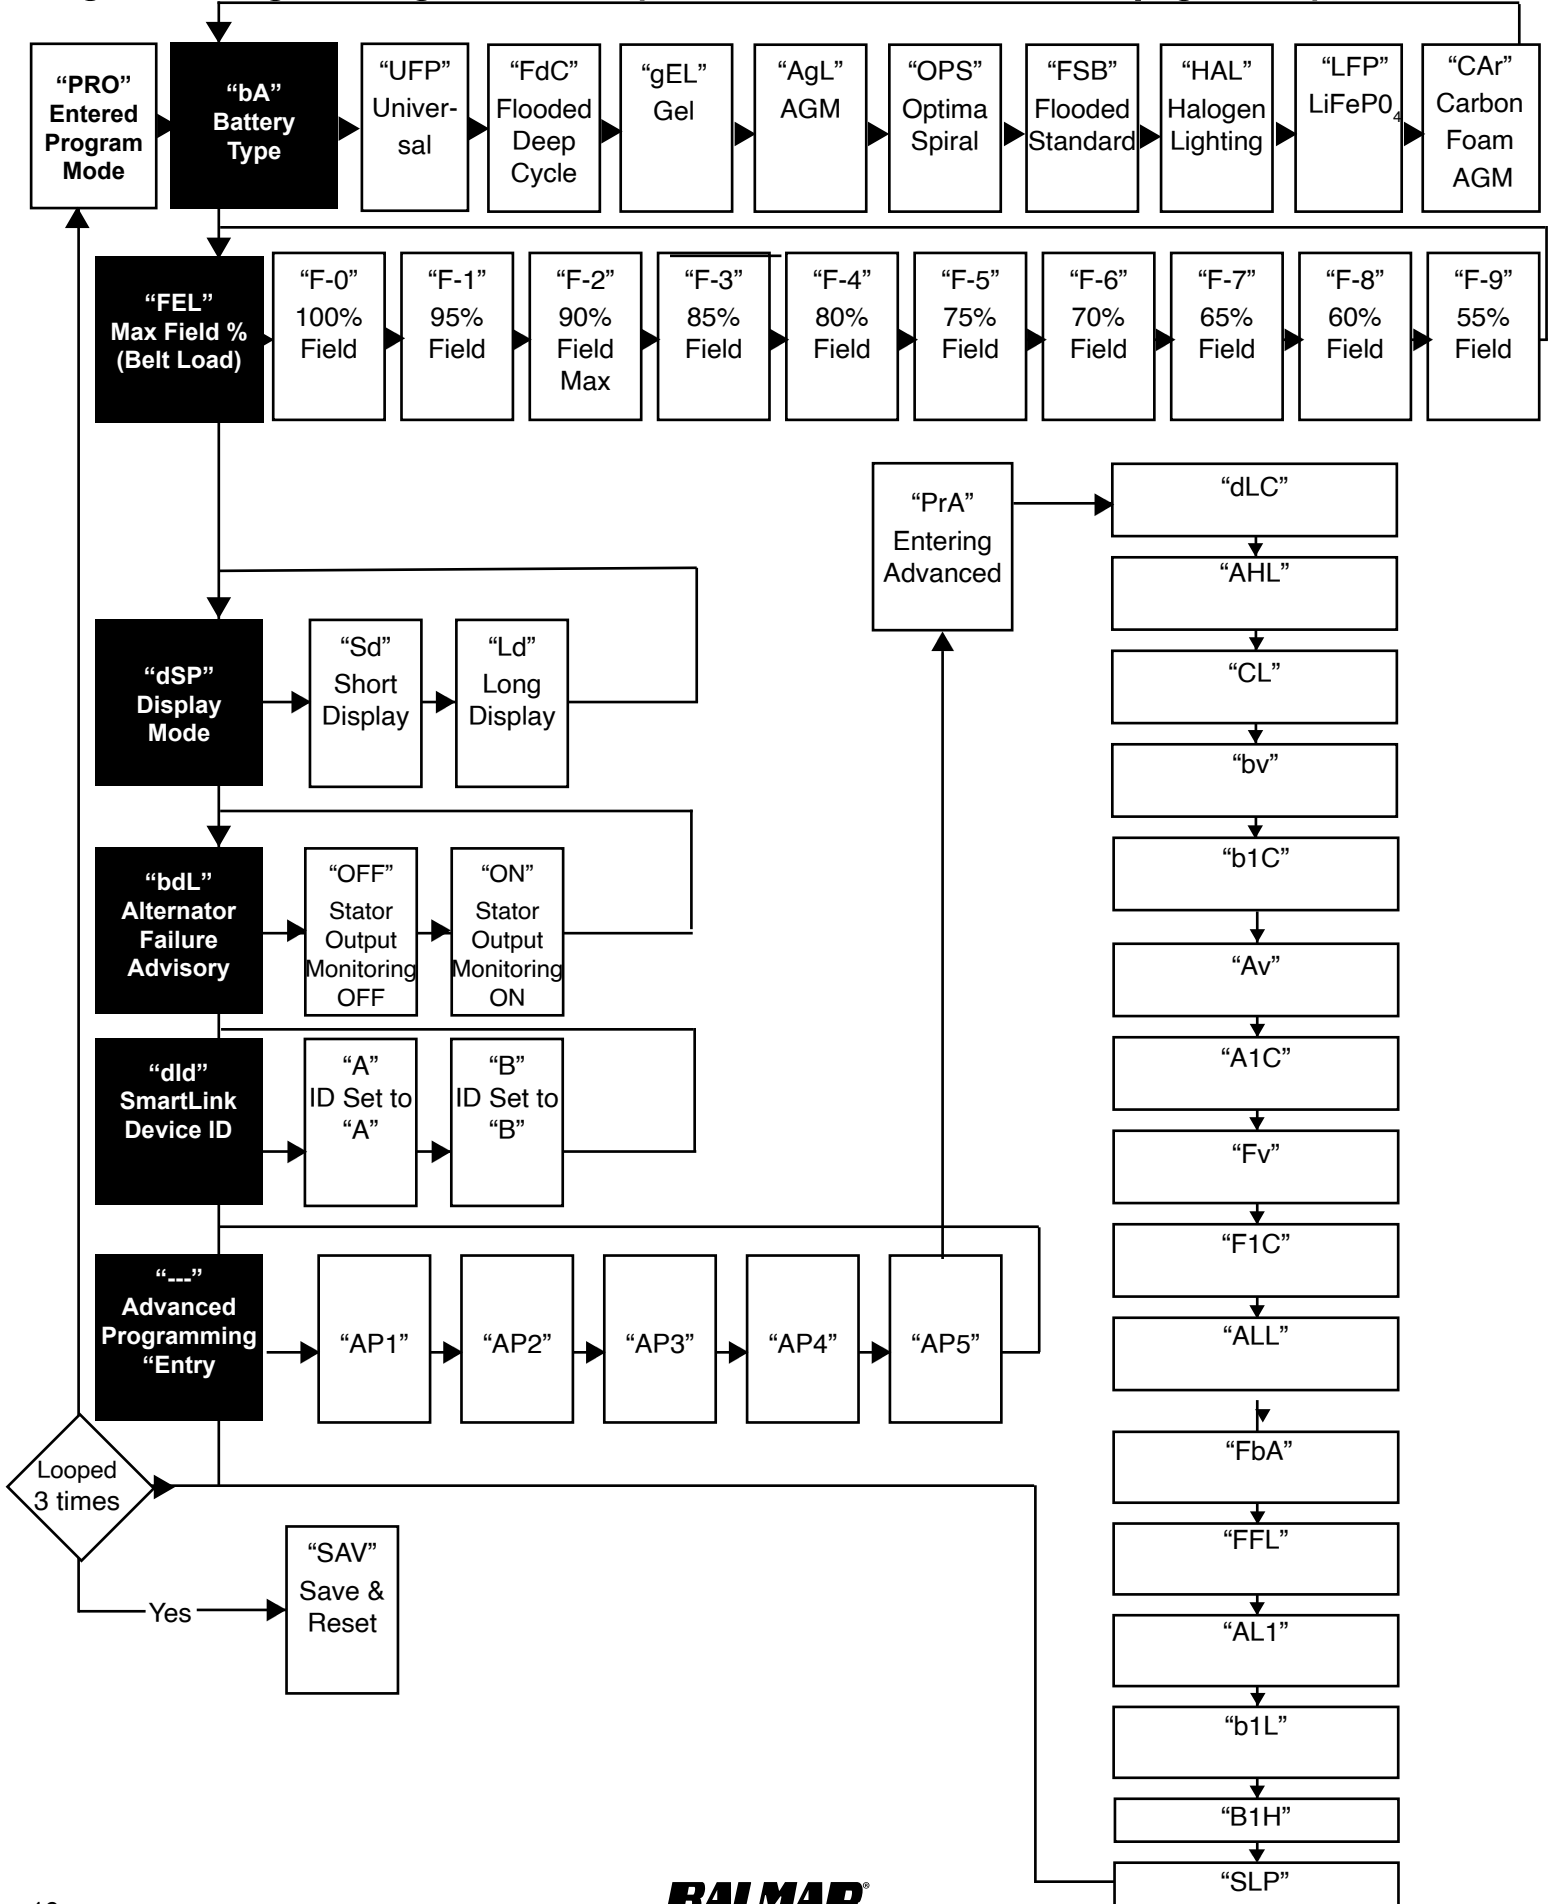 “PRO”
Entered
Program
Mode
“bA”
Battery
Type
“UFP”
Univer-
sal
“FdC”
Flooded
Deep
Cycle
“gEL”
Gel
“AgL”
AGM
“OPS”
Optima
Spiral
“FSB”
Flooded
Standard
“HAL”
Halogen
Lighting
“LFP”
LiFeP0₄
“CAr”
Carbon
Foam
AGM
“FEL”
Max Field %
(Belt Load)
“F-0”
100%
Field
“F-1”
95%
Field
“F-2”
90%
Field
Max
“F-3”
85%
Field
“F-4”
80%
Field
“F-5”
75%
Field
“F-6”
70%
Field
“F-7”
65%
Field
“F-8”
60%
Field
“F-9”
55%
Field
“dSP”
Display
Mode
“Sd”
Short
Display
“Ld”
Long
Display
“bdL”
Alternator
Failure
Advisory
“OFF”
Stator
Output
Monitoring
OFF
“ON”
Stator
Output
Monitoring
ON
“dId”
SmartLink
Device ID
“A”
ID Set to
“A”
“B”
ID Set to
“B”
“---”
Advanced
Programming
“Entry
“AP1”
“AP2”
“AP3”
“AP4”
“AP5”
Looped
3 times
Yes
“SAV”
Save &
Reset
“PrA”
Entering
Advanced
“dLC”
“AHL”
“CL”
“bv”
“b1C”
“Av”
“A1C”
“Fv”
“F1C”
“ALL”
“FbA”
“FFL”
“AL1”
“b1L”
“B1H”
“SLP”
BALMAR®